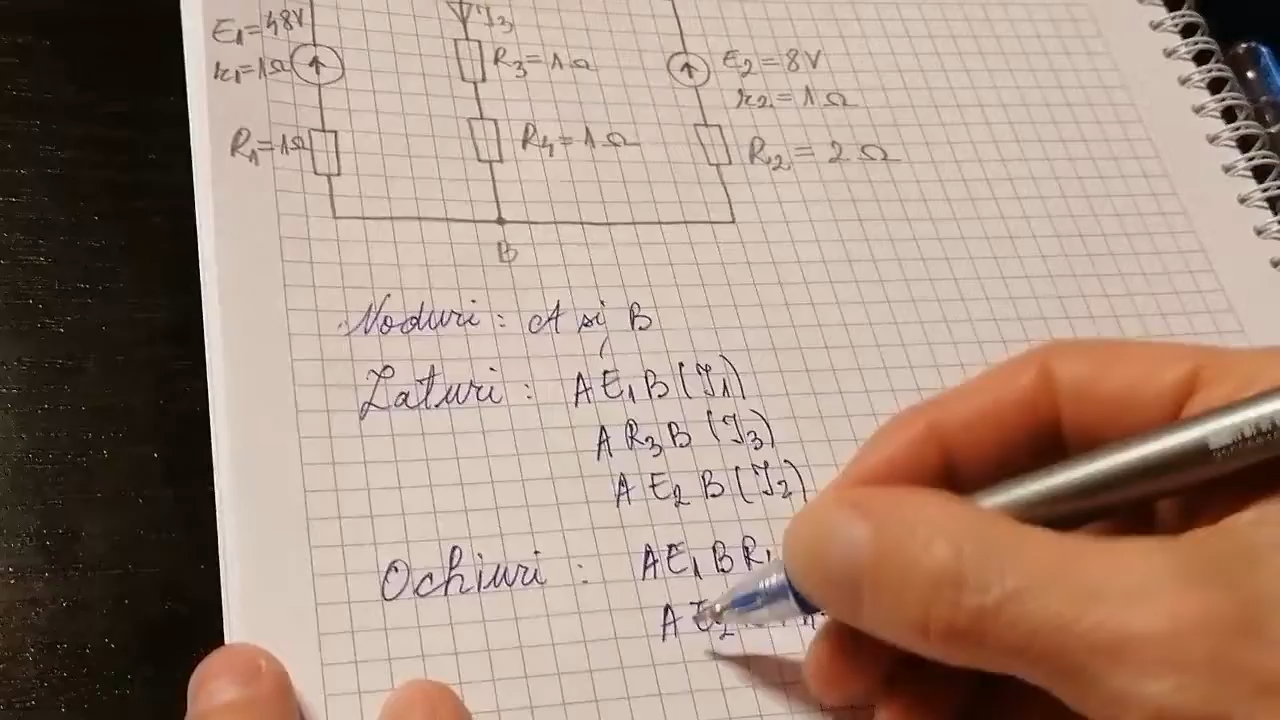 E1=48V
I3
r1=1Ω
R3=1Ω
E2=8V
r2=1Ω
R1=1Ω
R4=1Ω
R2=2Ω
B
Noduri: A și B
Laturi: AE1B (I1)
AR3B (I3)
AE2B (I2)
Ochiuri: AE1BR
A E2